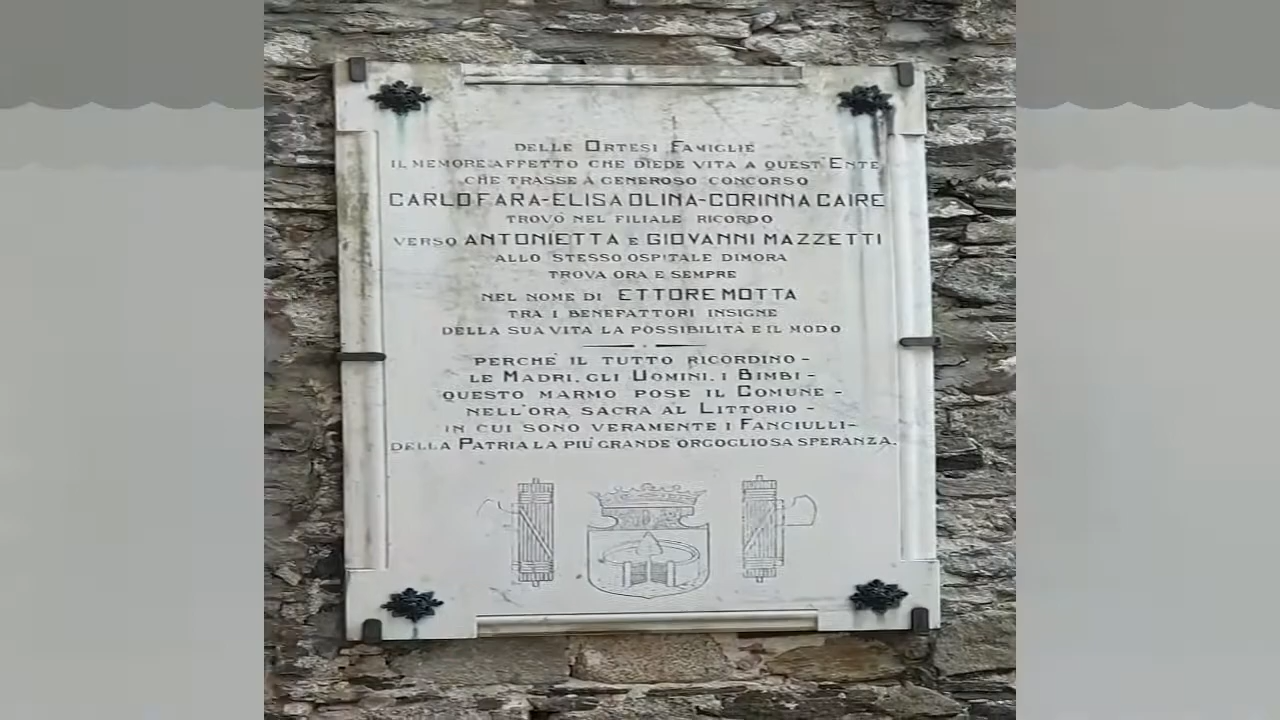 DELLE ORTESI FAMIGLIE
IL MEMORE AFFETTO CHE DIEDE VITA A QUEST'ENTE
CHE TRASSE A GENEROSO CONCORSO
CARLO FARA-ELISA OLINA-CORINNA CAIRE
TROVÒ NEL FILIALE RICORDO
VERSO ANTONIETTA E GIOVANNI MAZZETTI
ALLO STESSO OSPITALE DIMORA
TROVA ORA E SEMPRE
NEL NOME DI ETTORE MOTTA
TRA I BENEFATTORI INSIGNE
DELLA SUA VITA LA POSSIBILITA E IL MODO
PERCHE' IL TUTTO RICORDINO -
LE MADRI, GLI UOMINI, I BIMBI -
QUESTO MARMO POSE IL COMUNE -
NELL'ORA SACRA AL LITTORIO -
IN CUI SONO VERAMENTE I FANCIULLI -
DELLA PATRIA LA PIU' GRANDE ORGOGLIOSA SPERANZA.